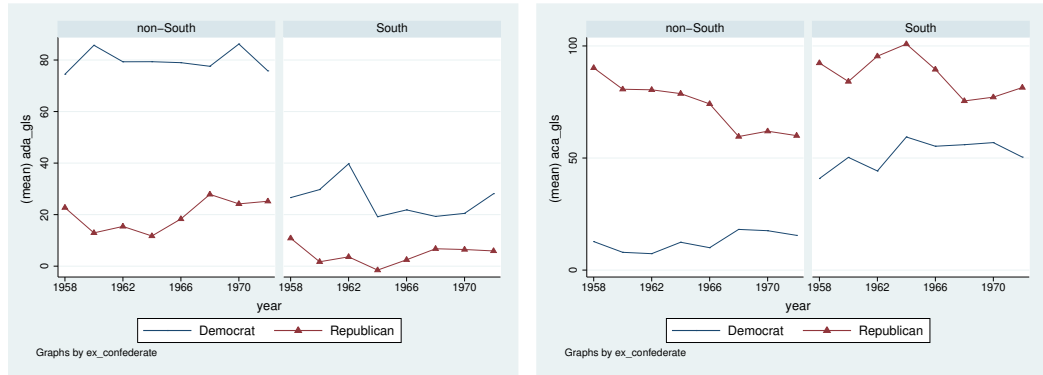 non-South South
(mean) ada_gls
80
60
40
20
0
1958 1962 1966 1970 1958 1962 1966 1970
year
Democrat Republican
Graphs by ex_confederate
non-South South
(mean) aca_gls
100
50
0
1958 1962 1966 1970 1958 1962 1966 1970
year
Democrat Republican
Graphs by ex_confederate